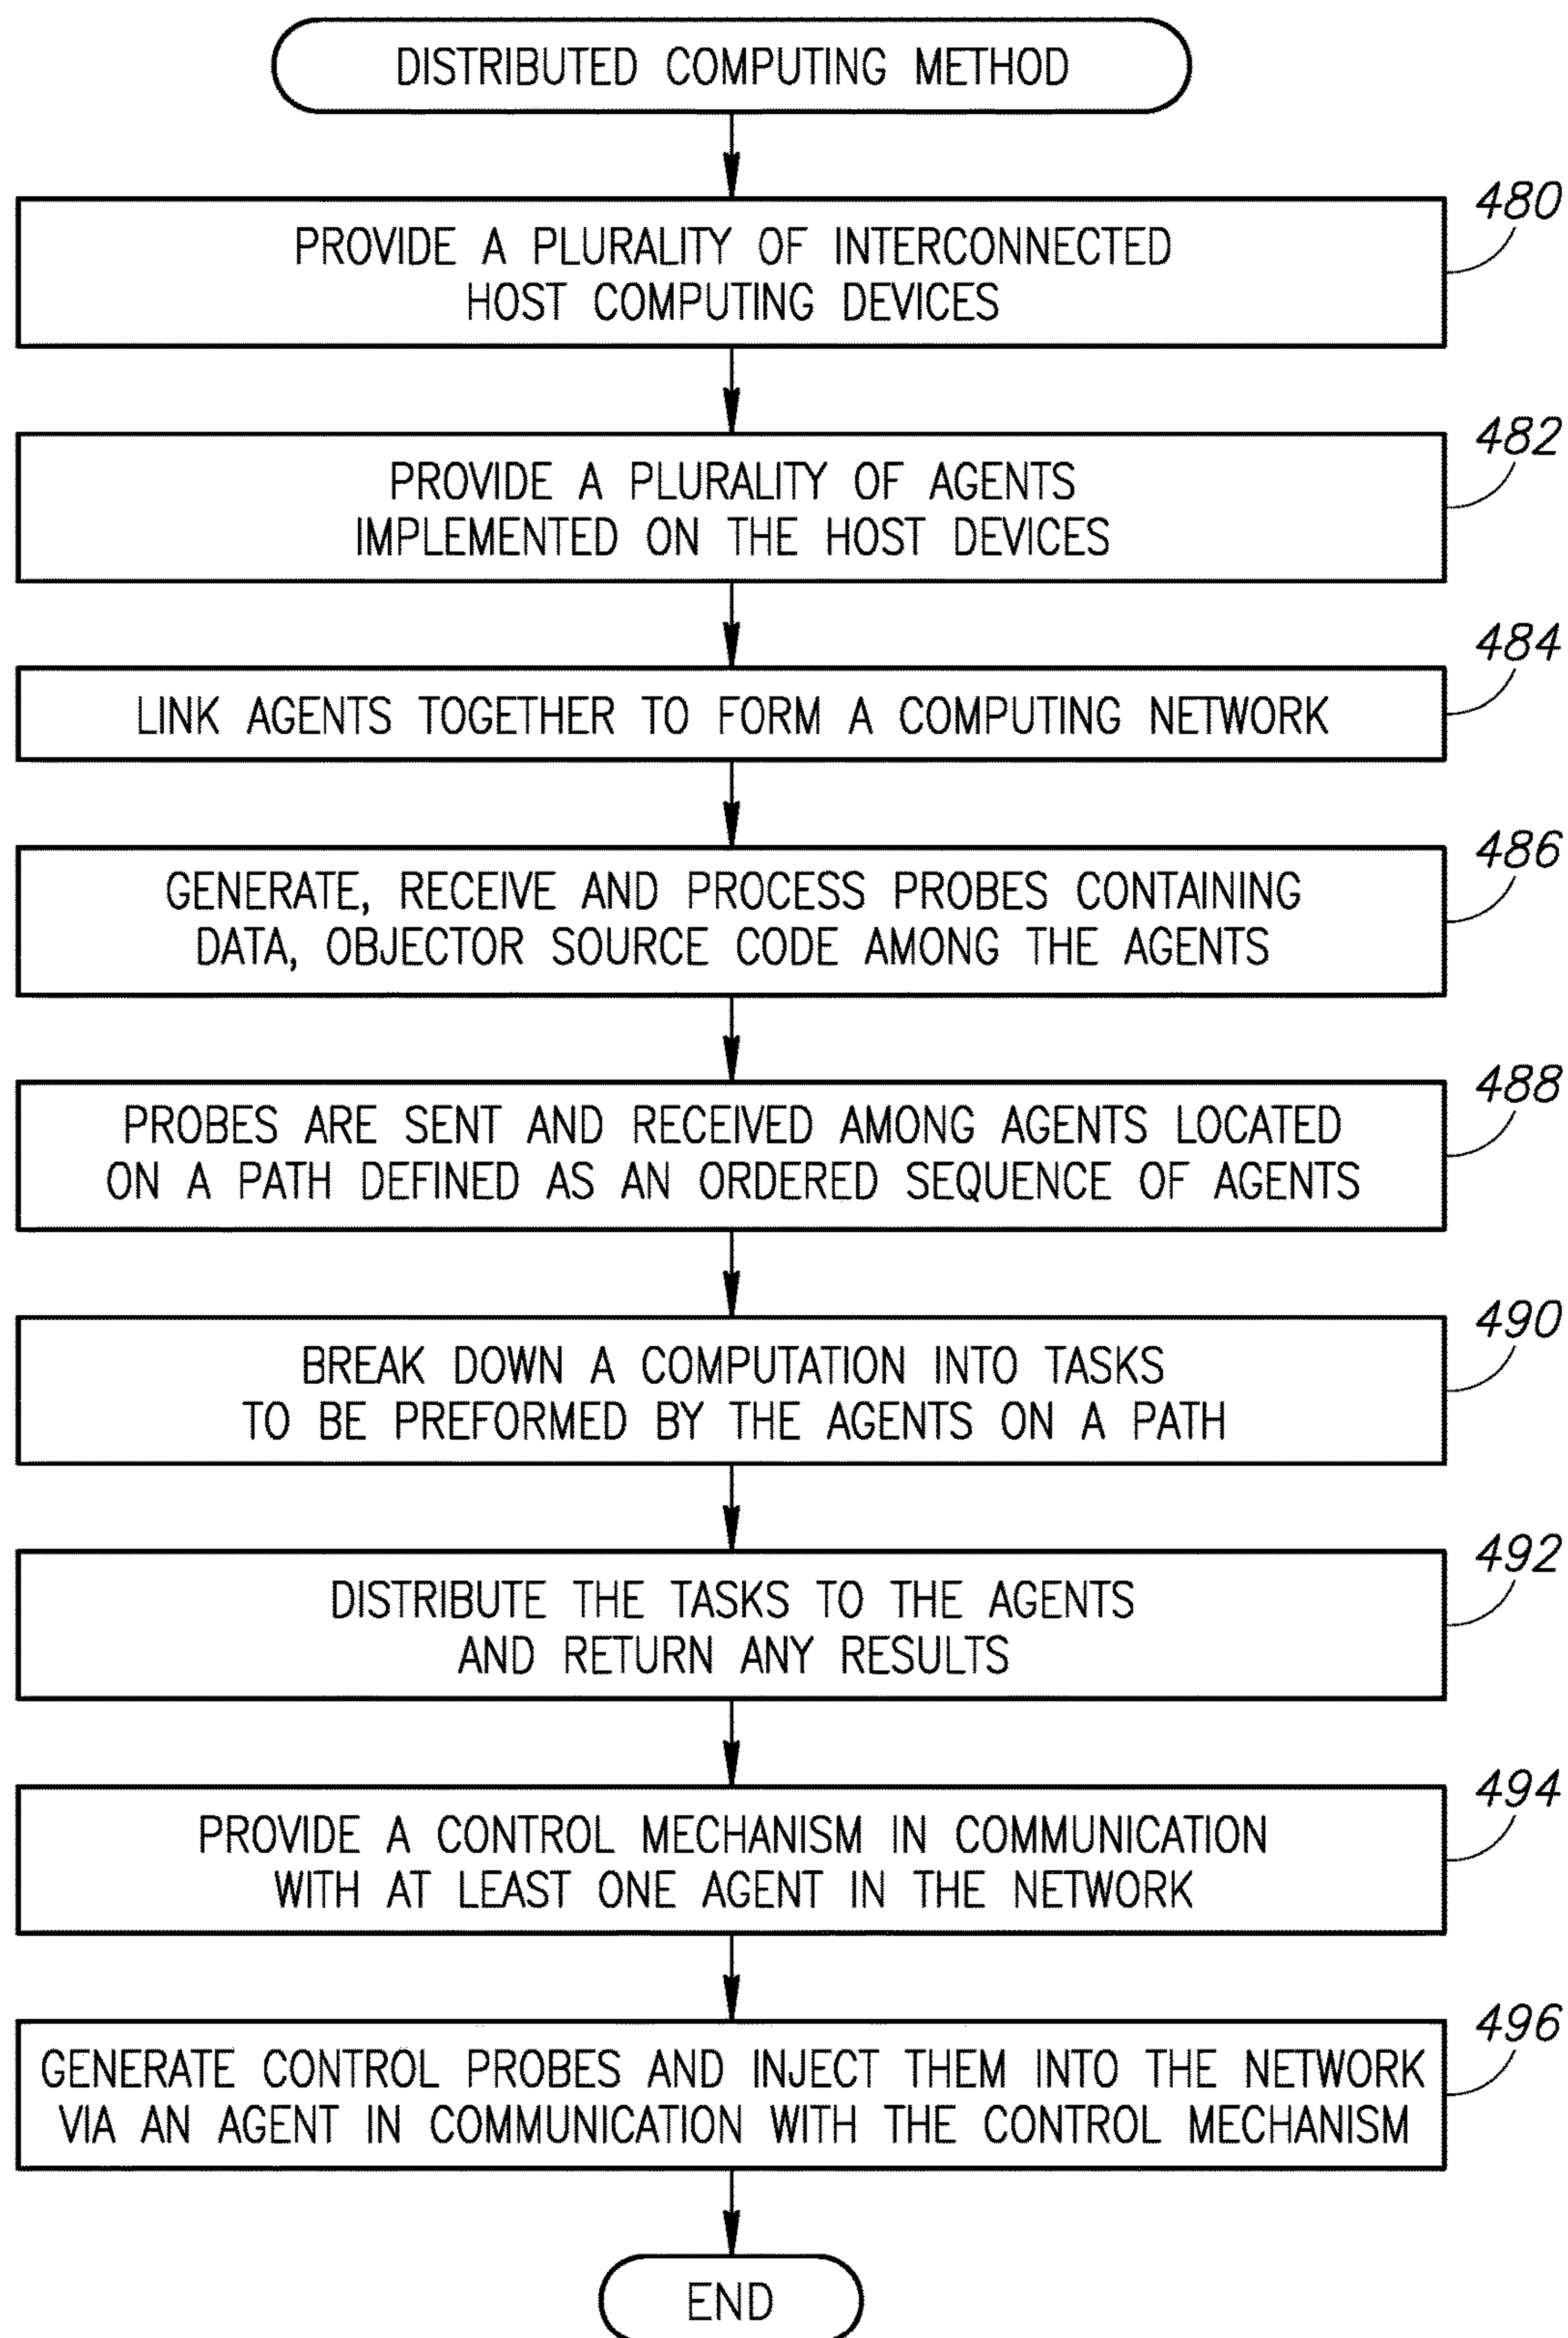 DISTRIBUTED COMPUTING METHOD
480
PROVIDE A PLURALITY OF INTERCONNECTED
HOST COMPUTING DEVICES
482
PROVIDE A PLURALITY OF AGENTS
IMPLEMENTED ON THE HOST DEVICES
484
LINK AGENTS TOGETHER TO FORM A COMPUTING NETWORK
486
GENERATE, RECEIVE AND PROCESS PROBES CONTAINING
DATA, OBJECTOR SOURCE CODE AMONG THE AGENTS
488
PROBES ARE SENT AND RECEIVED AMONG AGENTS LOCATED
ON A PATH DEFINED AS AN ORDERED SEQUENCE OF AGENTS
490
BREAK DOWN A COMPUTATION INTO TASKS
TO BE PREFORMED BY THE AGENTS ON A PATH
492
DISTRIBUTE THE TASKS TO THE AGENTS
AND RETURN ANY RESULTS
494
PROVIDE A CONTROL MECHANISM IN COMMUNICATION
WITH AT LEAST ONE AGENT IN THE NETWORK
496
GENERATE CONTROL PROBES AND INJECT THEM INTO THE NETWORK
VIA AN AGENT IN COMMUNICATION WITH THE CONTROL MECHANISM
END